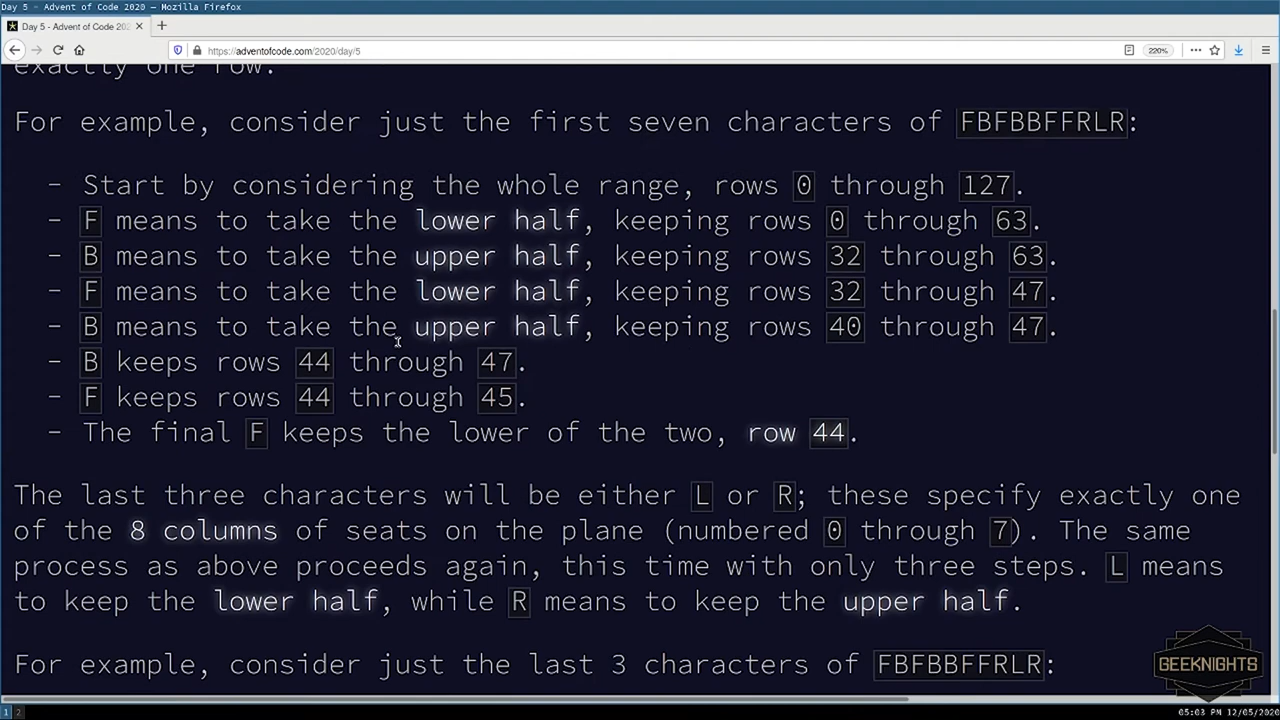 Day 5 - Advent of Code 2020 — Mozilla Firefox
Day 5 - Advent of Code 202
https://adventofcode.com/2020/day/5
220%
exactly one row.
For example, consider just the first seven characters of FBFBBFFRLR:
- Start by considering the whole range, rows 0 through 127.
- F means to take the lower half, keeping rows 0 through 63.
- B means to take the upper half, keeping rows 32 through 63.
- F means to take the lower half, keeping rows 32 through 47.
- B means to take the upper half, keeping rows 40 through 47.
- B keeps rows 44 through 47.
- F keeps rows 44 through 45.
- The final F keeps the lower of the two, row 44.
The last three characters will be either L or R; these specify exactly one
of the 8 columns of seats on the plane (numbered 0 through 7). The same
process as above proceeds again, this time with only three steps. L means
to keep the lower half, while R means to keep the upper half.
For example, consider just the last 3 characters of FBFBBFFRLR:
GEEKNIGHTS
1 2
05:03 PM 12/05/2020